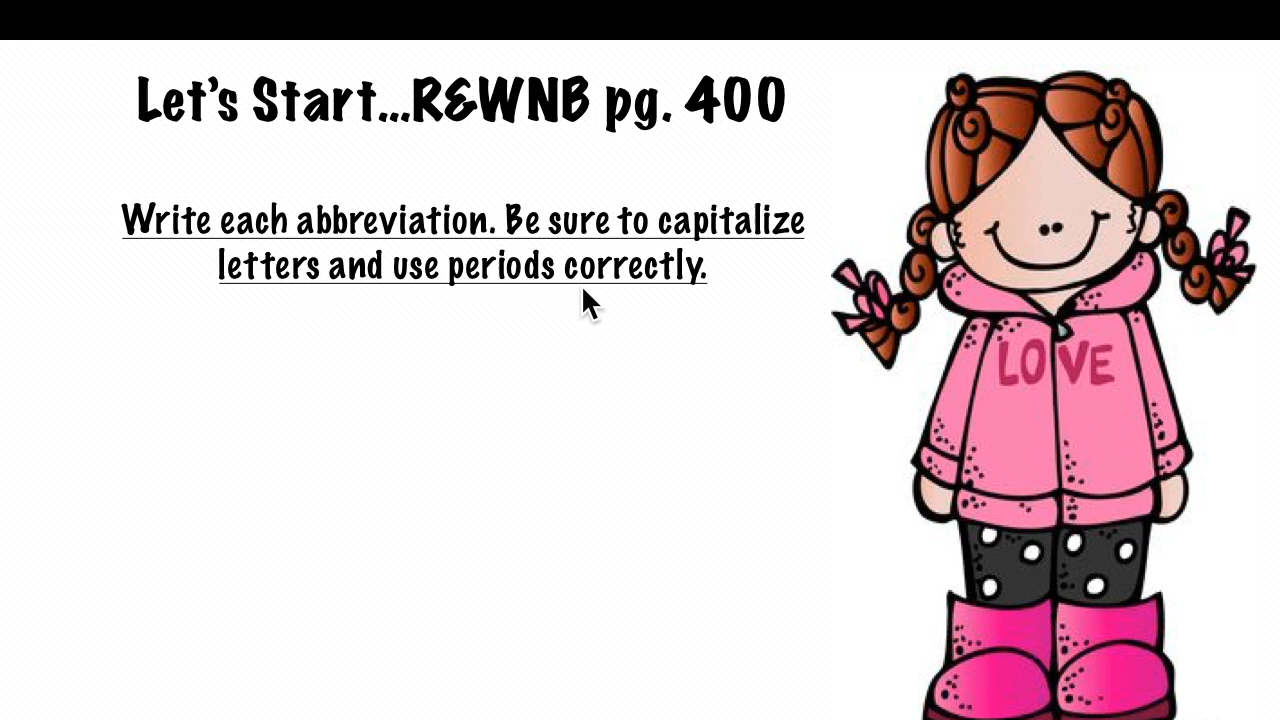 Let's Start...R&WNB pg. 400
Write each abbreviation. Be sure to capitalize
letters and use periods correctly.
LOVE